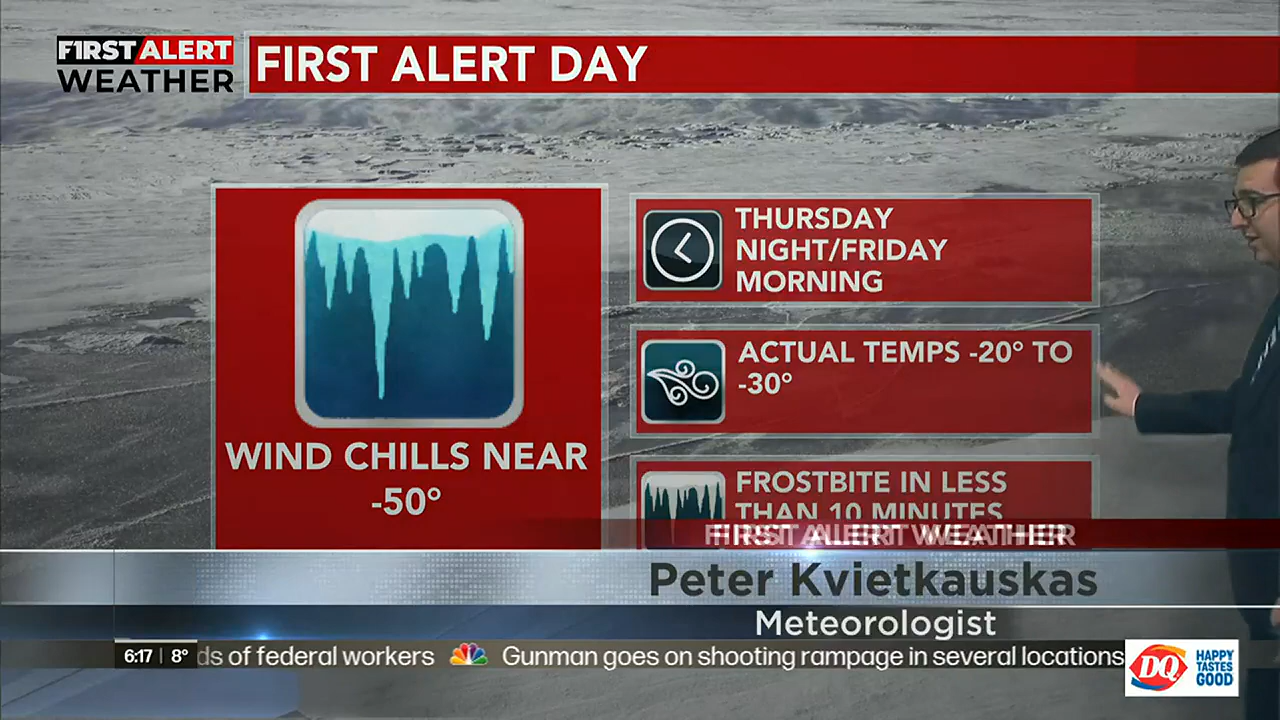 FIRST ALERT
WEATHER
FIRST ALERT DAY
WIND CHILLS NEAR
-50°
THURSDAY
NIGHT/FRIDAY
MORNING
ACTUAL TEMPS -20° TO
-30°
FROSTBITE IN LESS
THAN 10 MINUTES
FIRST ALERT WEATHER
Peter Kvietkauskas
Meteorologist
6:17 | 8° ds of federal workers Gunman goes on shooting rampage in several locations
DQ HAPPY
TASTES
GOOD